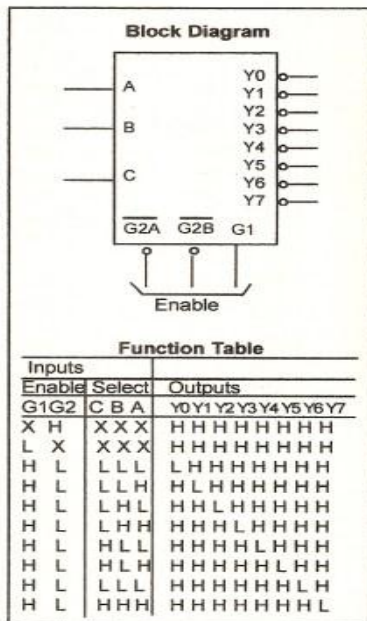 Block Diagram
A
B
C
Y0
Y1
Y2
Y3
Y4
Y5
Y6
Y7
G2A G2B G1
Enable
Function Table
Inputs
Enable Select Outputs
G1G2 C B A Y0Y1Y2Y3Y4Y5Y6Y7
X H X X X H H H H H H H H
L X X X X H H H H H H H H
H L L L L L H H H H H H H
H L L L H H L H H H H H H
H L L H L H H L H H H H H
H L L H H H H H L H H H H
H L H L L H H H H L H H H
H L H L H H H H H H L H H
H L L L L H H H H H H L H
H L H H H H H H H H H H L